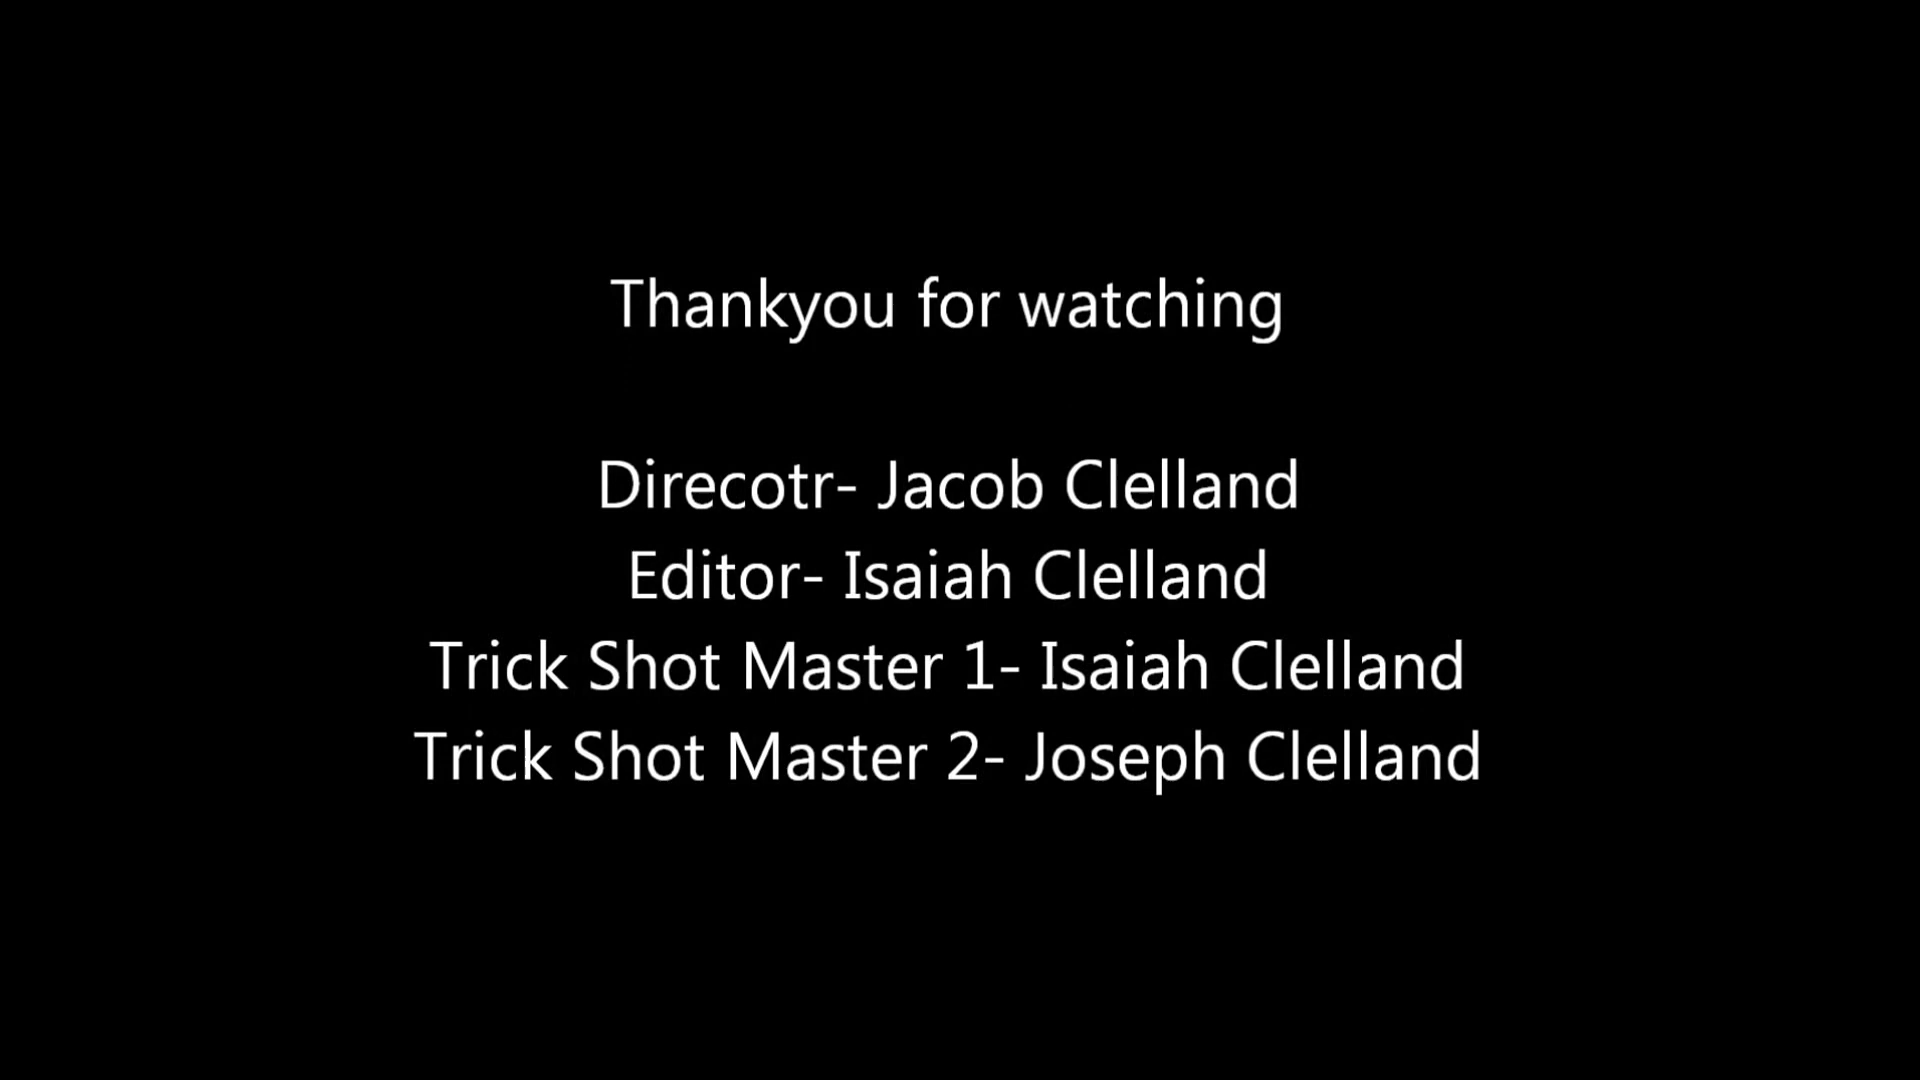 Thankyou for watching
Direcotr- Jacob Clelland
Editor- Isaiah Clelland
Trick Shot Master 1- Isaiah Clelland
Trick Shot Master 2- Joseph Clelland